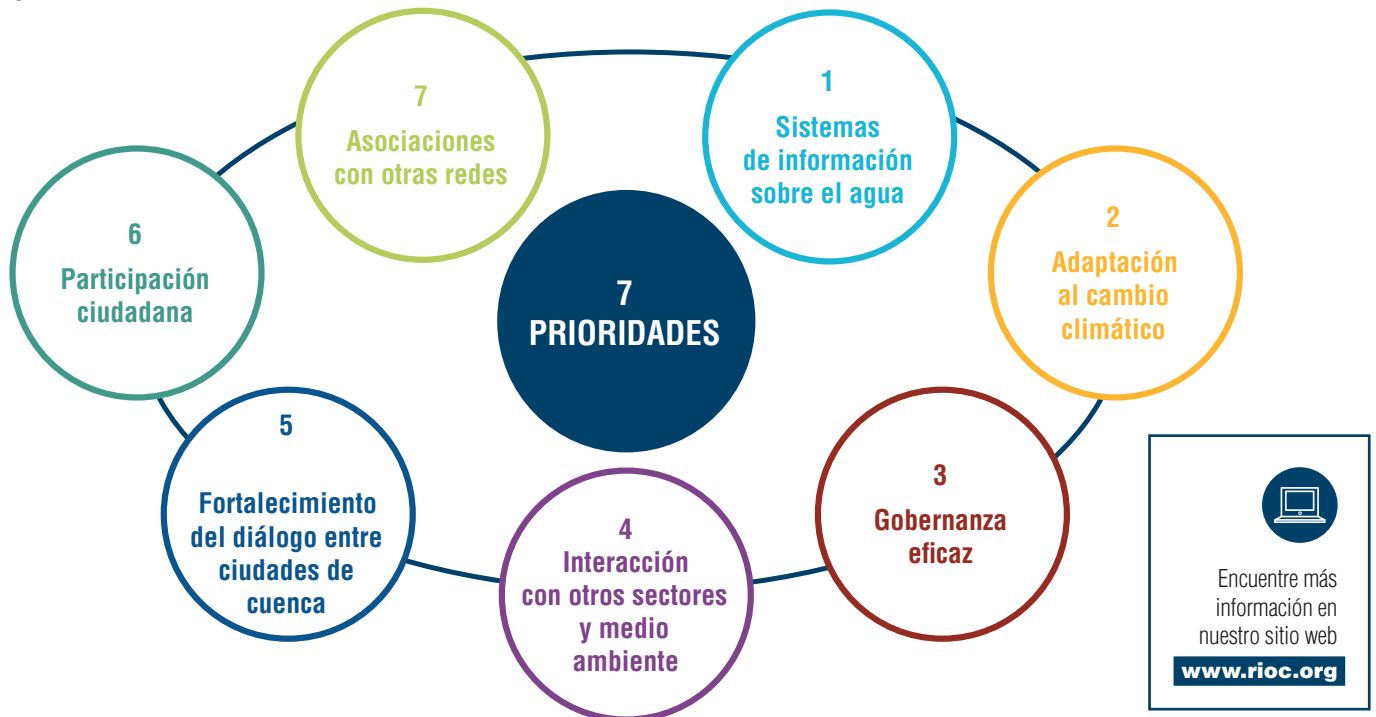 7
PRIORIDADES
1
Sistemas
de información
sobre el agua
2
Adaptación
al cambio
climático
3
Gobernanza
eficaz
4
Interacción
con otros sectores
y medio
ambiente
5
Fortalecimiento
del diálogo entre
ciudades de
cuenca
6
Participación
ciudadana
7
Asociaciones
con otras redes
Encuentre más
información en
nuestro sitio web
www.rioc.org